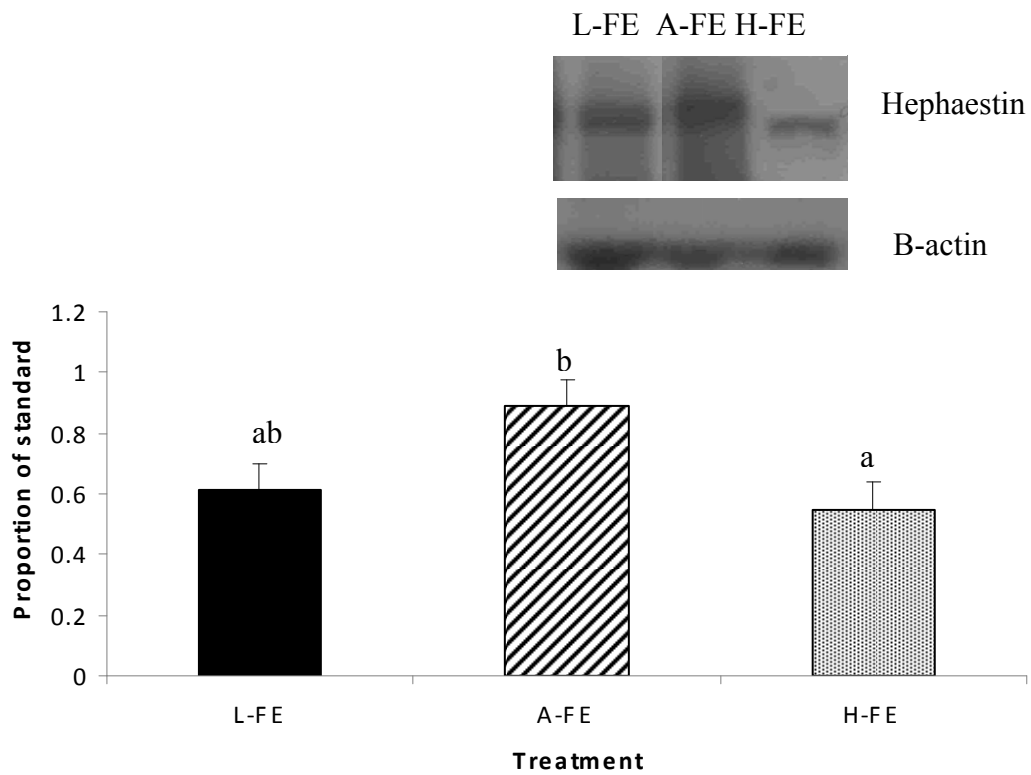 L-FE A-FE H-FE
Hephaestin
B-actin
Proportion of standard
1.2
1
0.8
0.6
0.4
0.2
0
ab
b
a
L-FE
A-FE
H-FE
Treatment